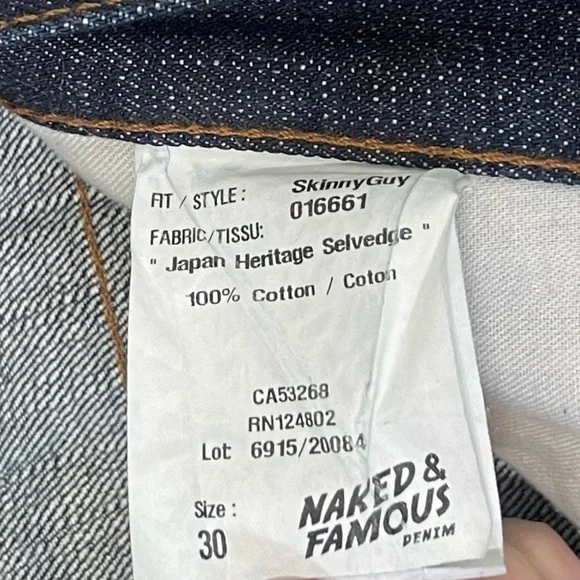 FIT / STYLE: SkinnyGuy
016661
FABRIC/TISSU:
" Japan Heritage Selvedge "
100% Cotton / Coton
CA53268
RN124802
Lot: 6915/20084
Size :
30
NAKED &
FAMOUS
DENIM